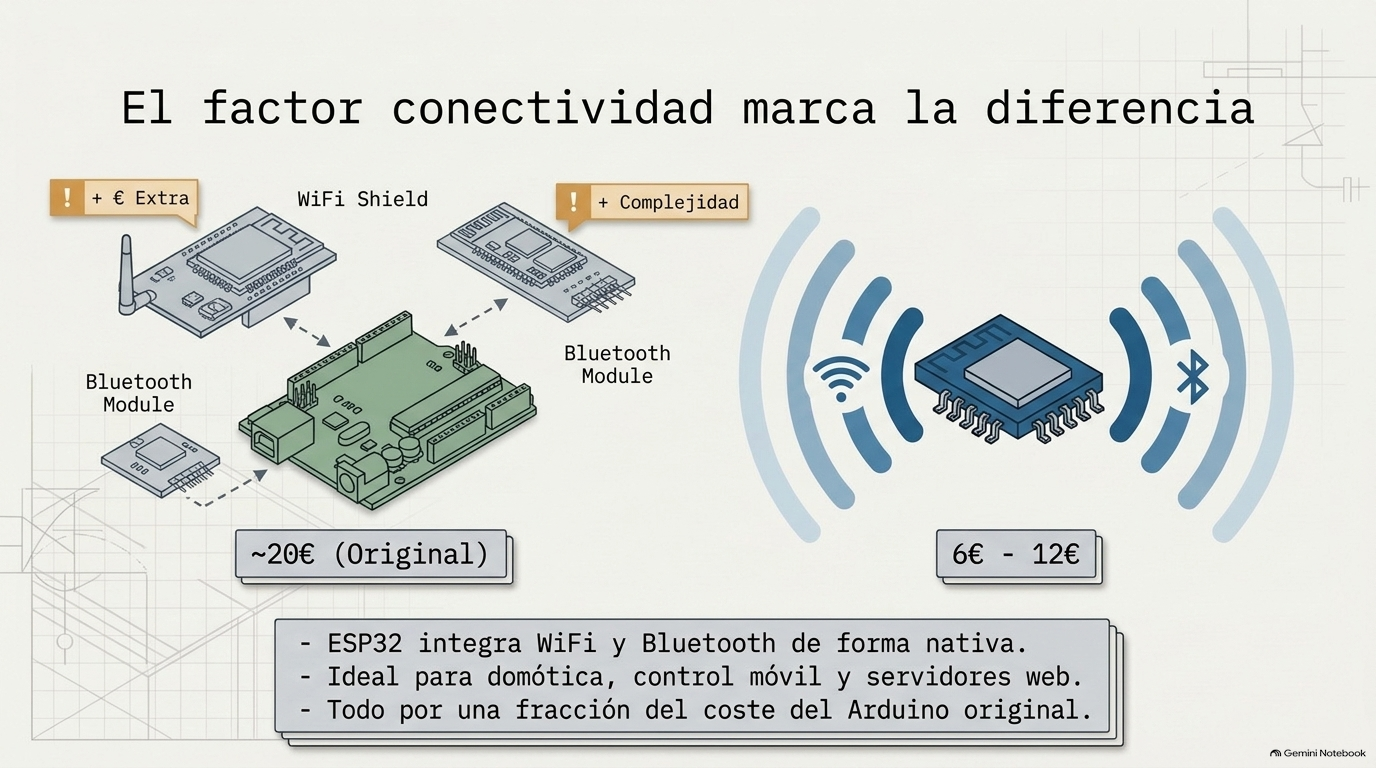 El factor conectividad marca la diferencia
! + € Extra
WiFi Shield
! + Complejidad
Bluetooth
Module
Bluetooth
Module
~20€ (Original)
6€ - 12€
- ESP32 integra WiFi y Bluetooth de forma nativa.
- Ideal para domótica, control móvil y servidores web.
- Todo por una fracción del coste del Arduino original.
Gemini Notebook